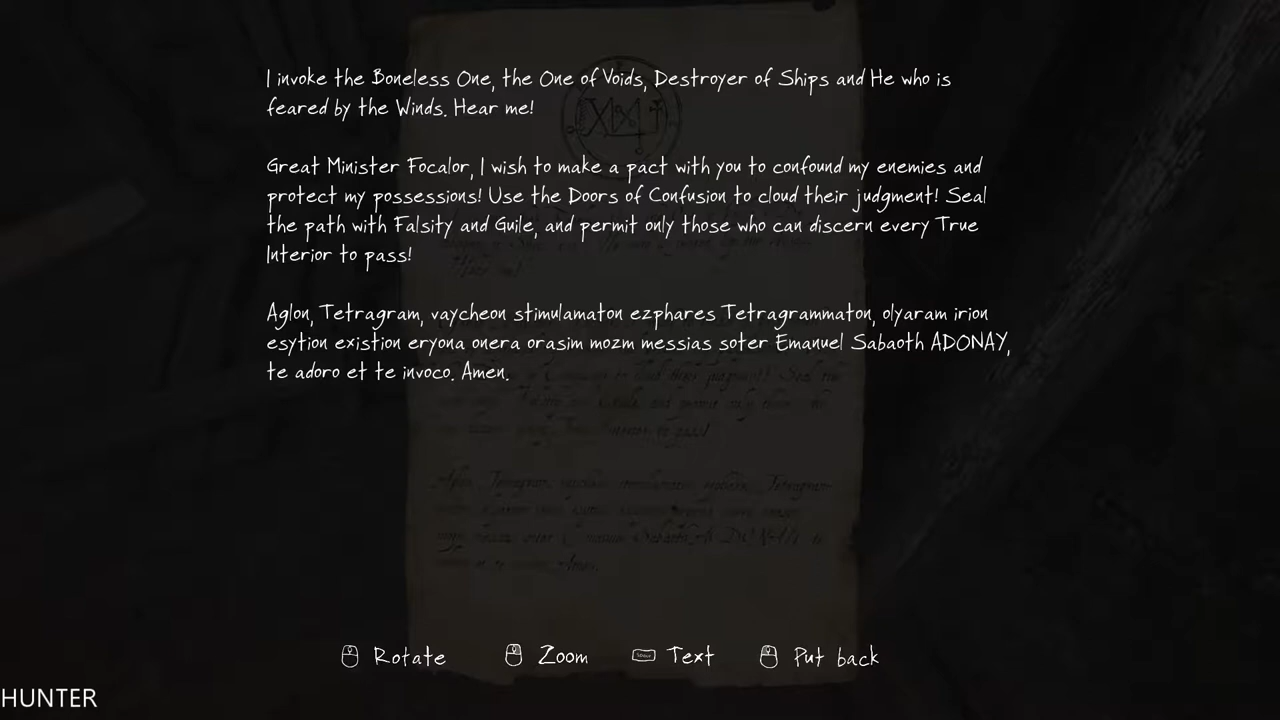 I invoke the Boneless One, the One of Voids, Destroyer of Ships and He who is
feared by the Winds. Hear me!
Great Minister Focalor, I wish to make a pact with you to confound my enemies and
protect my possessions! Use the Doors of Confusion to cloud their judgment! Seal
the path with Falsity and Guile, and permit only those who can discern every True
Interior to pass!
Aglon, Tetragram, vaycheon stimulamaton ezphares Tetragrammaton, olyaram irion
esytion existion eryona onera orasim mozm messias soter Emanuel Sabaoth ADONAY,
te adoro et te invoco. Amen.
Rotate Zoom Text Put back
HUNTER